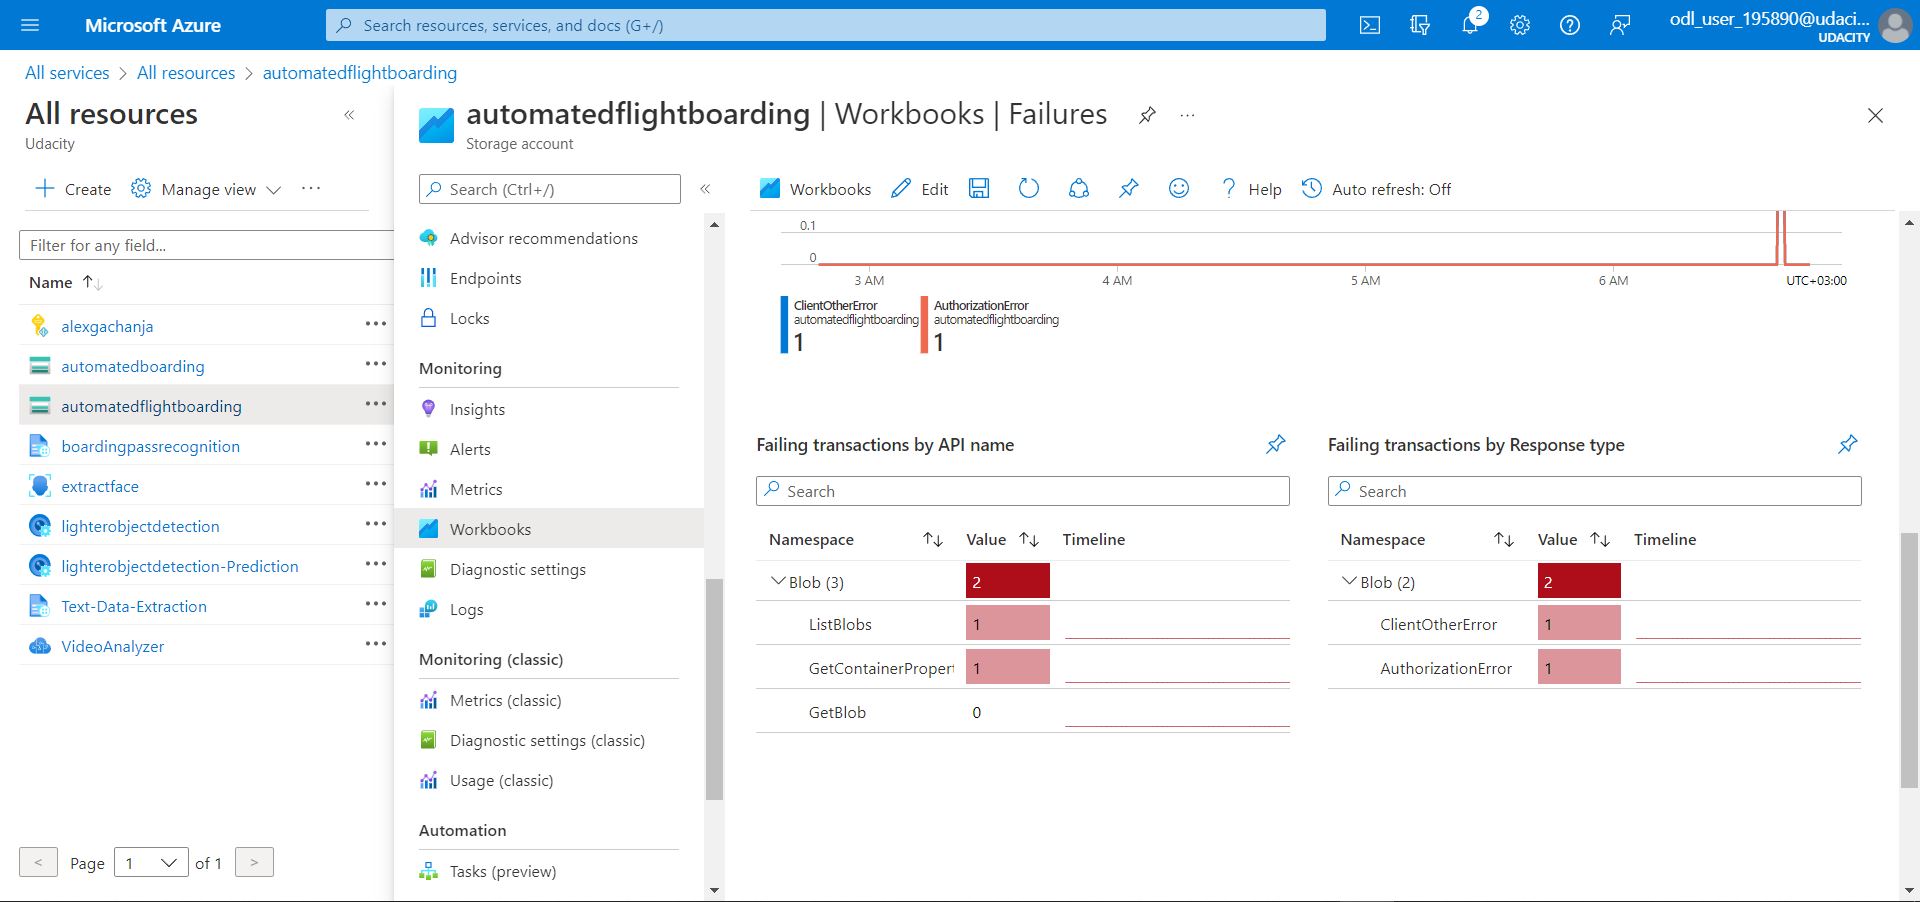 Microsoft Azure
Search resources, services, and docs (G+/)
2
odl_user_195890@udaci...
UDACITY
All services > All resources > automatedflightboarding
All resources
«
Udacity
Create
Manage view
...
Filter for any field...
Name
alexgachanja
automatedboarding
automatedflightboarding
boardingpassrecognition
extractface
lighterobjectdetection
lighterobjectdetection-Prediction
Text-Data-Extraction
VideoAnalyzer
< Page 1 of 1 >
automatedflightboarding | Workbooks | Failures
...
Storage account
Search (Ctrl+/)
«
Advisor recommendations
Endpoints
Locks
Monitoring
Insights
Alerts
Metrics
Workbooks
Diagnostic settings
Logs
Monitoring (classic)
Metrics (classic)
Diagnostic settings (classic)
Usage (classic)
Automation
Tasks (preview)
Workbooks
Edit
Help
Auto refresh: Off
0.1
0
3 AM 4 AM 5 AM 6 AM UTC+03:00
ClientOtherError
automatedflightboarding
1
AuthorizationError
automatedflightboarding
1
Failing transactions by API name
Search
Namespace Value Timeline
Blob (3) 2
ListBlobs 1
GetContainerPropert 1
GetBlob 0
Failing transactions by Response type
Search
Namespace Value Timeline
Blob (2) 2
ClientOtherError 1
AuthorizationError 1